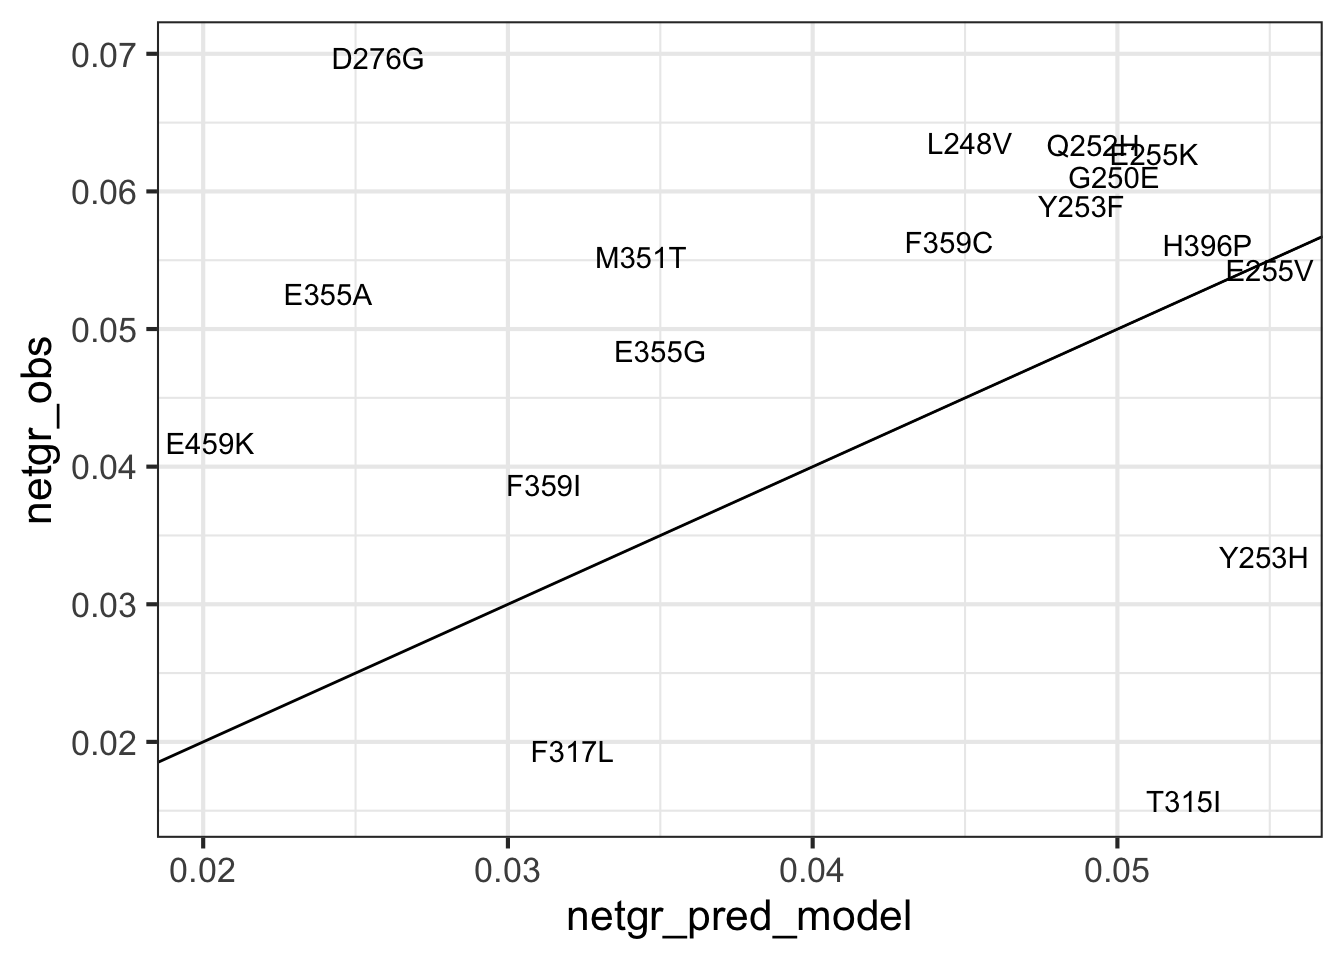 0.07
0.06
0.05
0.04
0.03
0.02
netgr_obs
D276G
L248V
Q252H
E255K
G250E
Y253F
F359C
H396P
M351T
E255V
E355A
E355G
E459K
F359I
Y253H
F317L
T315I
0.02 0.03 0.04 0.05
netgr_pred_model